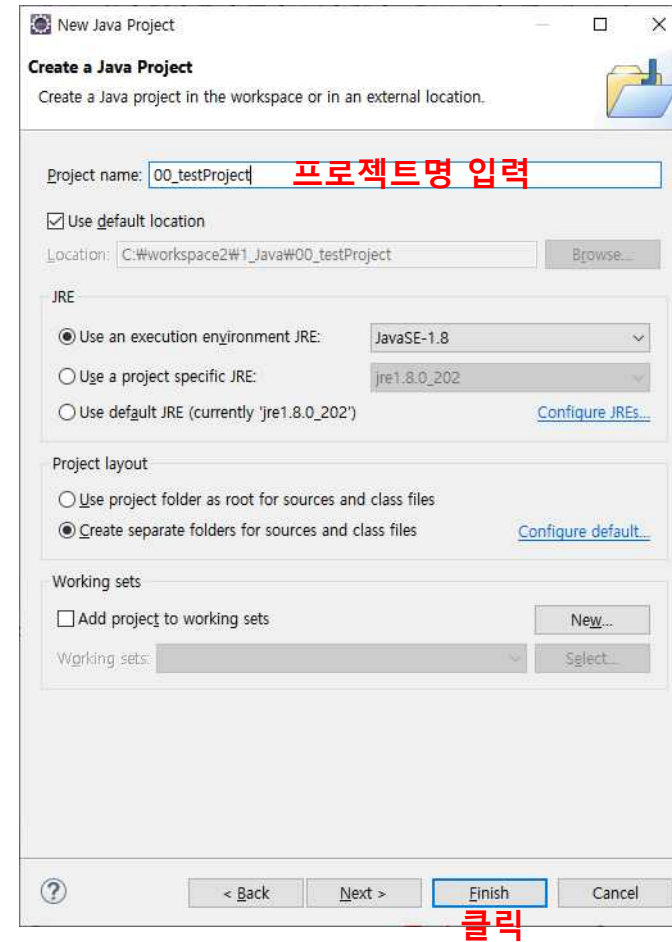 New Java Project
Create a Java Project
Create a Java project in the workspace or in an external location.
Project name: 00_testProject 프로젝트명 입력
Use default location
Location: C:₩workspace2₩1_Java₩00_testProject Browse...
JRE
Use an execution environment JRE: JavaSE-1.8
Use a project specific JRE: jre1.8.0_202
Use default JRE (currently 'jre1.8.0_202') Configure JREs...
Project layout
Use project folder as root for sources and class files
Create separate folders for sources and class files Configure default...
Working sets
Add project to working sets New...
Working sets: Select...
? < Back Next > Finish Cancel
클릭